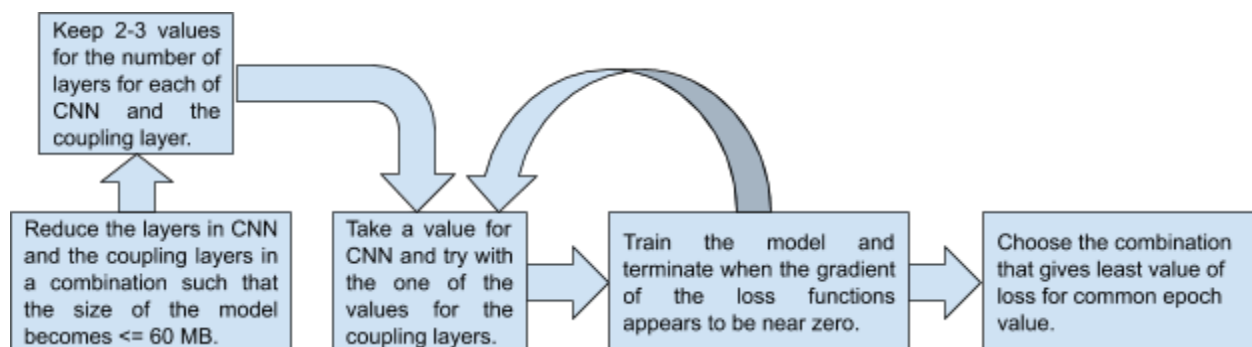 Keep 2-3 values
for the number of
layers for each of
CNN and the
coupling layer.
Reduce the layers in CNN
and the coupling layers in
a combination such that
the size of the model
becomes <= 60 MB.
Take a value for
CNN and try with
the one of the
values for the
coupling layers.
Train the model and
terminate when the gradient
of the loss functions
appears to be near zero.
Choose the combination
that gives least value of
loss for common epoch
value.